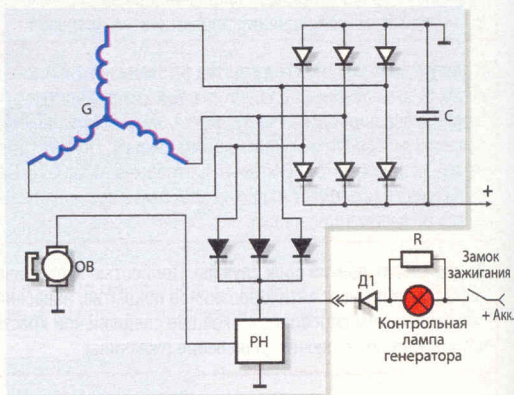 G
C
+
R
Замок
зажигания
Д1
+ Акк.
Контрольная
лампа
генератора
ОВ
РН